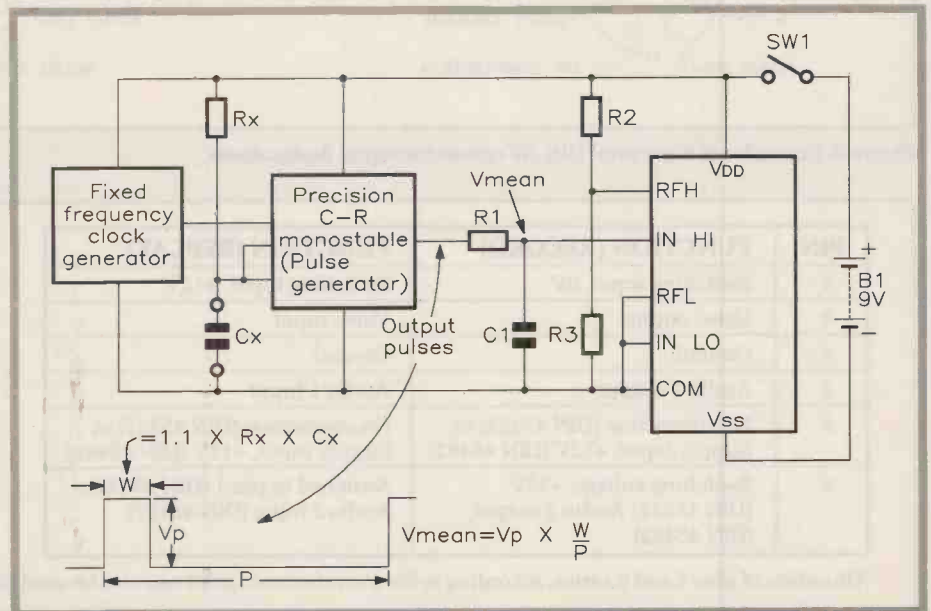 SW1
Rx
R2
VDD
Fixed
frequency
clock
generator
Precision
C-R
monostable
(Pulse
generator)
Vmean
R1
RFH
IN HI
RFL
IN LO
COM
VSS
+
B1
9V
Cx
Output
pulses
C1
R3
=1.1 X Rx X Cx
W
Vp
P
Vmean=Vp X W/P